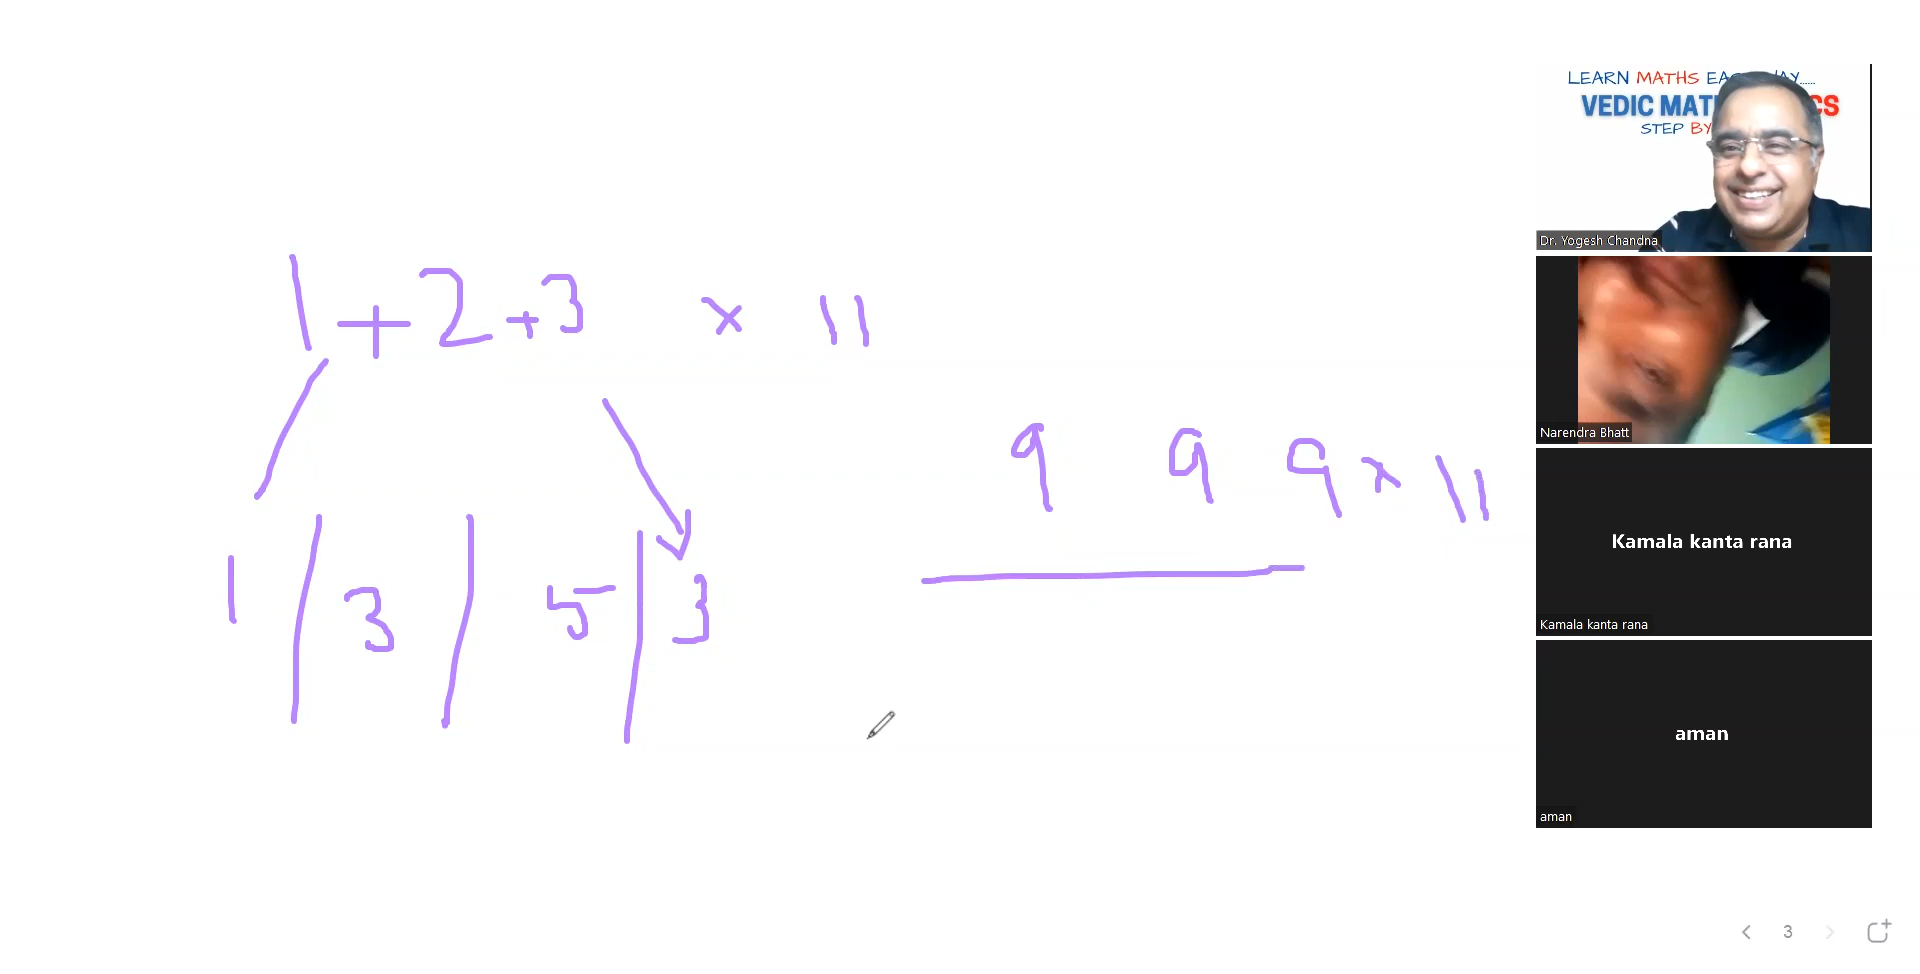 LEARN MATHS EA AY......
VEDIC MAT CS
STEP BY
Dr. Yogesh Chandna
1 + 2 + 3 × 11
Narendra Bhatt
9 9 9 × 11
1 | 3 | 5 | 3
Kamala kanta rana
Kamala kanta rana
aman
aman
3